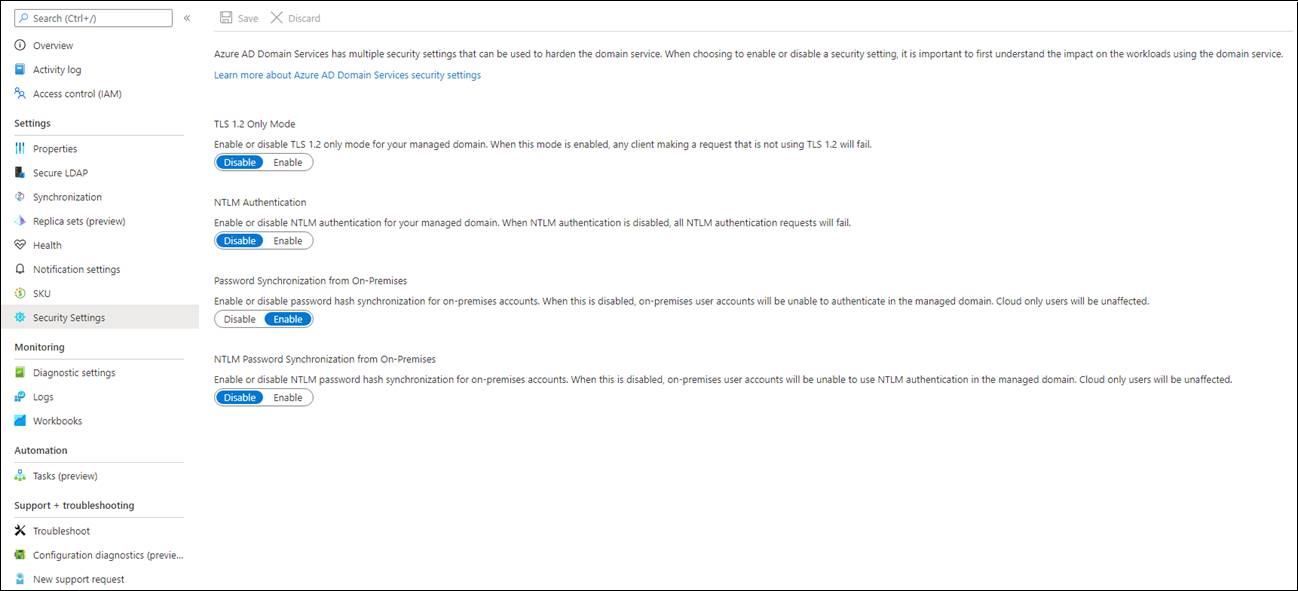 Search (Ctrl+/)
«
Save
Discard
Overview
Activity log
Access control (IAM)
Settings
Properties
Secure LDAP
Synchronization
Replica sets (preview)
Health
Notification settings
SKU
Security Settings
Monitoring
Diagnostic settings
Logs
Workbooks
Automation
Tasks (preview)
Support + troubleshooting
Troubleshoot
Configuration diagnostics (previe...
New support request
Azure AD Domain Services has multiple security settings that can be used to harden the domain service. When choosing to enable or disable a security setting, it is important to first understand the impact on the workloads using the domain service.
Learn more about Azure AD Domain Services security settings
TLS 1.2 Only Mode
Enable or disable TLS 1.2 only mode for your managed domain. When this mode is enabled, any client making a request that is not using TLS 1.2 will fail.
Disable Enable
NTLM Authentication
Enable or disable NTLM authentication for your managed domain. When NTLM authentication is disabled, all NTLM authentication requests will fail.
Disable Enable
Password Synchronization from On-Premises
Enable or disable password hash synchronization for on-premises accounts. When this is disabled, on-premises user accounts will be unable to authenticate in the managed domain. Cloud only users will be unaffected.
Disable Enable
NTLM Password Synchronization from On-Premises
Enable or disable NTLM password hash synchronization for on-premises accounts. When this is disabled, on-premises user accounts will be unable to use NTLM authentication in the managed domain. Cloud only users will be unaffected.
Disable Enable